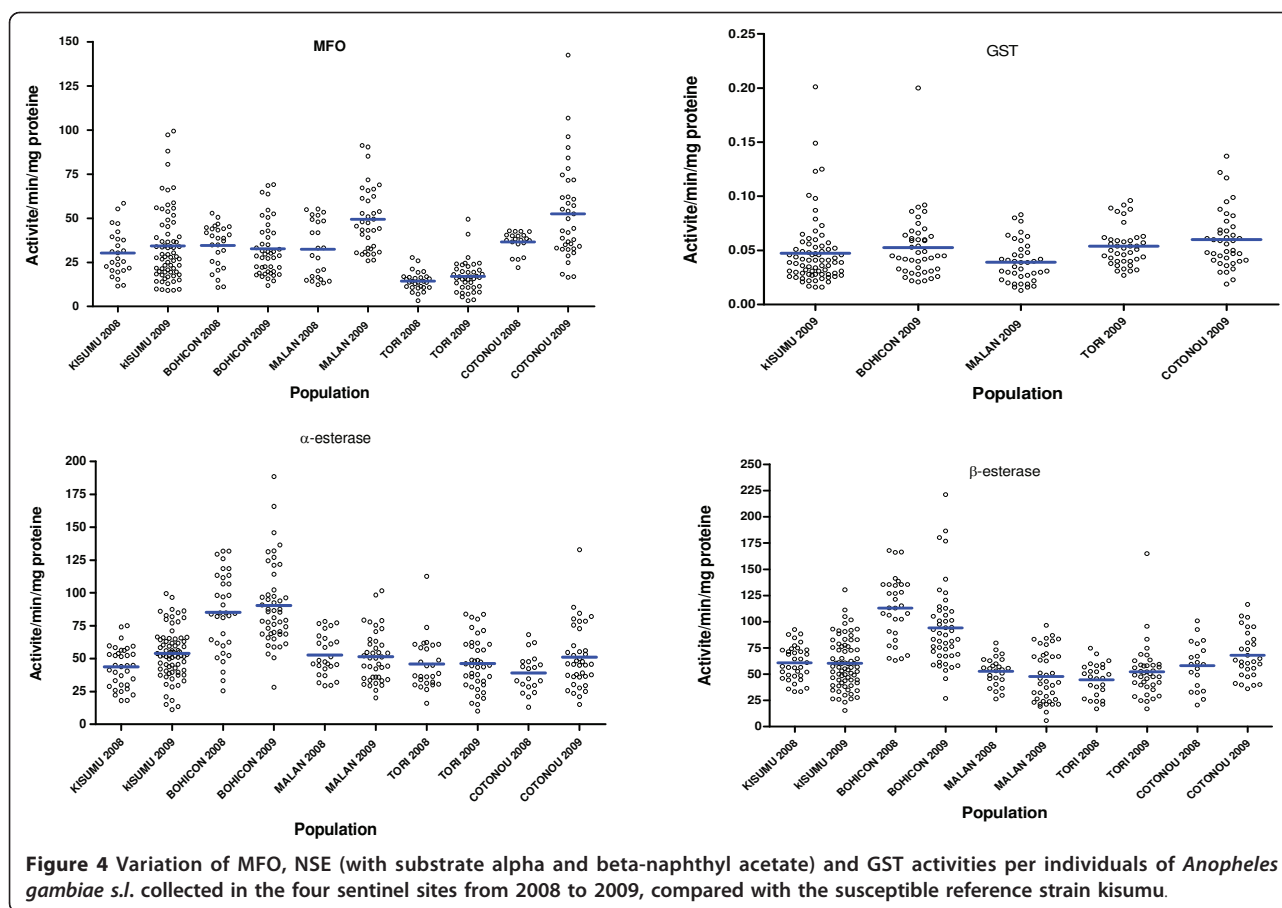 MFO
Activite/min/mg proteine
150
125
100
75
50
25
0
KISUMU 2008
kISUMU 2009
BOHICON 2008
BOHICON 2009
MALAN 2008
MALAN 2009
TORI 2008
TORI 2009
COTONOU 2008
COTONOU 2009
Population
GST
Activite/min/mg proteine
0.25
0.20
0.15
0.10
0.05
0.00
kISUMU 2009
BOHICON 2009
MALAN 2009
TORI 2009
COTONOU 2009
Population
α-esterase
Activite/min/mg proteine
200
175
150
125
100
75
50
25
0
KISUMU 2008
kISUMU 2009
BOHICON 2008
BOHICON 2009
MALAN 2008
MALAN 2009
TORI 2008
TORI 2009
COTONOU 2008
COTONOU 2009
Population
β-esterase
Activite/min/mg proteine
250
225
200
175
150
125
100
75
50
25
0
KISUMU 2008
kISUMU 2009
BOHICON 2008
BOHICON 2009
MALAN 2008
MALAN 2009
TORI 2008
TORI 2009
COTONOU 2008
COTONOU 2009
Population
Figure 4 Variation of MFO, NSE (with substrate alpha and beta-naphthyl acetate) and GST activities per individuals of Anopheles
gambiae s.l. collected in the four sentinel sites from 2008 to 2009, compared with the susceptible reference strain kisumu.